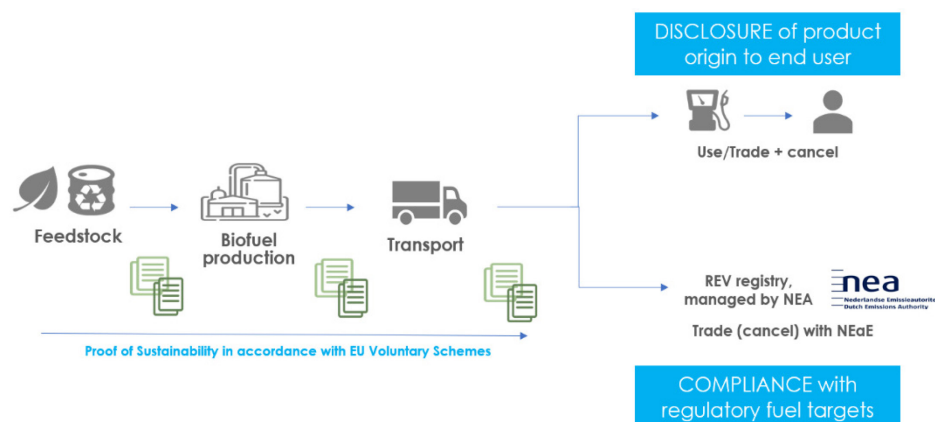 DISCLOSURE of product
origin to end user
Use/Trade + cancel
Feedstock
Biofuel
production
Transport
REV registry,
managed by NEA
nea
Nederlandse Emissieautorite
Dutch Emissions Authority
Trade (cancel) with NEaE
Proof of Sustainability in accordance with EU Voluntary Schemes
COMPLIANCE with
regulatory fuel targets